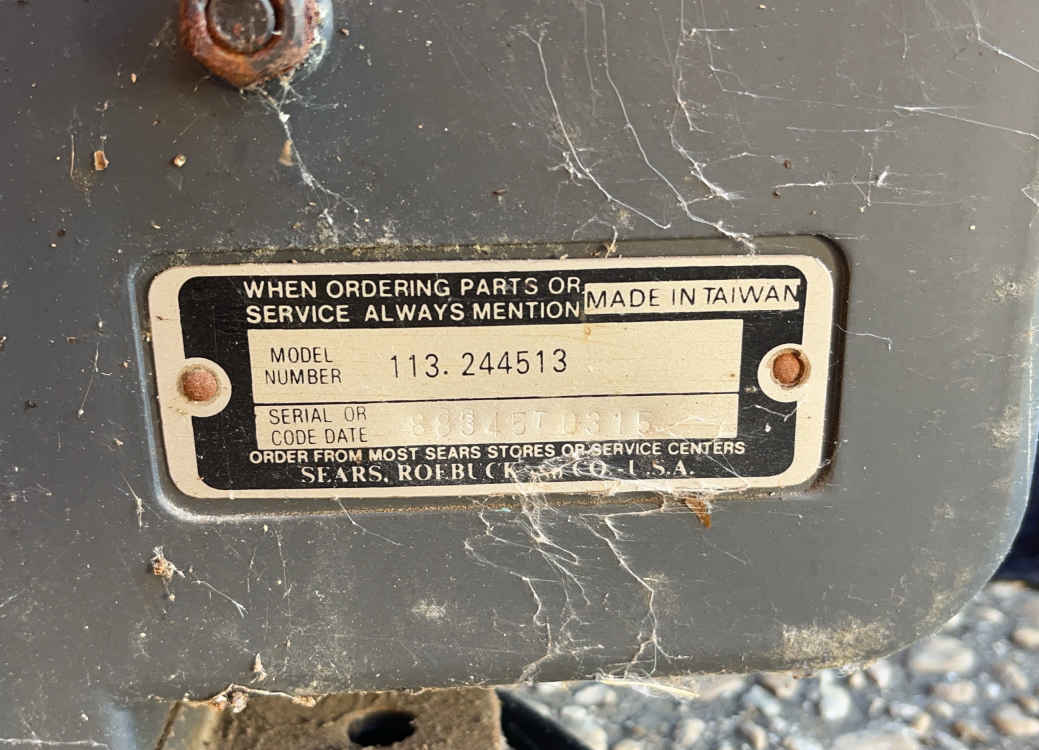 WHEN ORDERING PARTS OR
SERVICE ALWAYS MENTION
MADE IN TAIWAN
MODEL NUMBER 113.244513
SERIAL OR CODE DATE
ORDER FROM MOST SEARS STORES OR SERVICE CENTERS
SEARS, ROEBUCK CO. U.S.A.